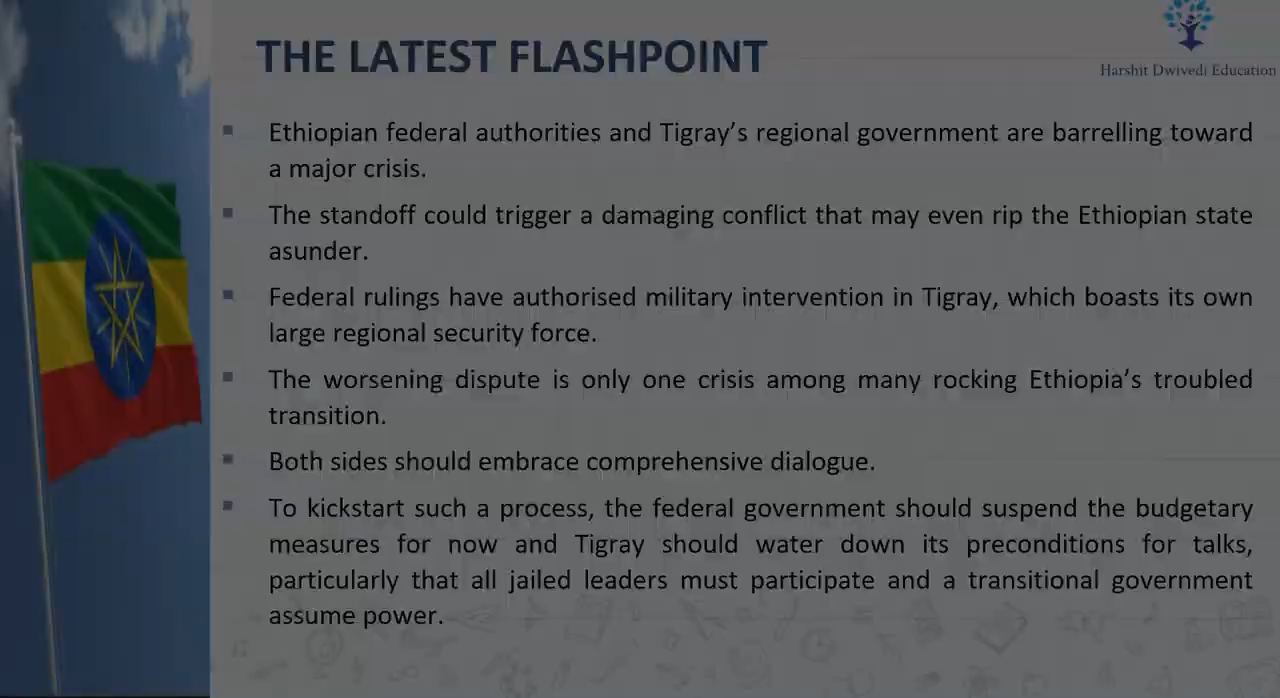 THE LATEST FLASHPOINT
Harshit Dwivedi Education
Ethiopian federal authorities and Tigray’s regional government are barrelling toward
a major crisis.
The standoff could trigger a damaging conflict that may even rip the Ethiopian state
asunder.
Federal rulings have authorised military intervention in Tigray, which boasts its own
large regional security force.
The worsening dispute is only one crisis among many rocking Ethiopia’s troubled
transition.
Both sides should embrace comprehensive dialogue.
To kickstart such a process, the federal government should suspend the budgetary
measures for now and Tigray should water down its preconditions for talks,
particularly that all jailed leaders must participate and a transitional government
assume power.